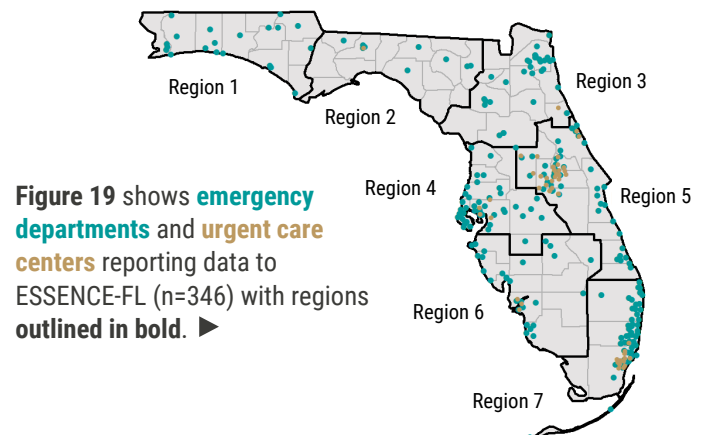 Region 1
Region 2
Region 3
Region 4
Region 5
Figure 19 shows emergency
departments and urgent care
centers reporting data to
ESSENCE-FL (n=346) with regions
outlined in bold. ►
Region 6
Region 7